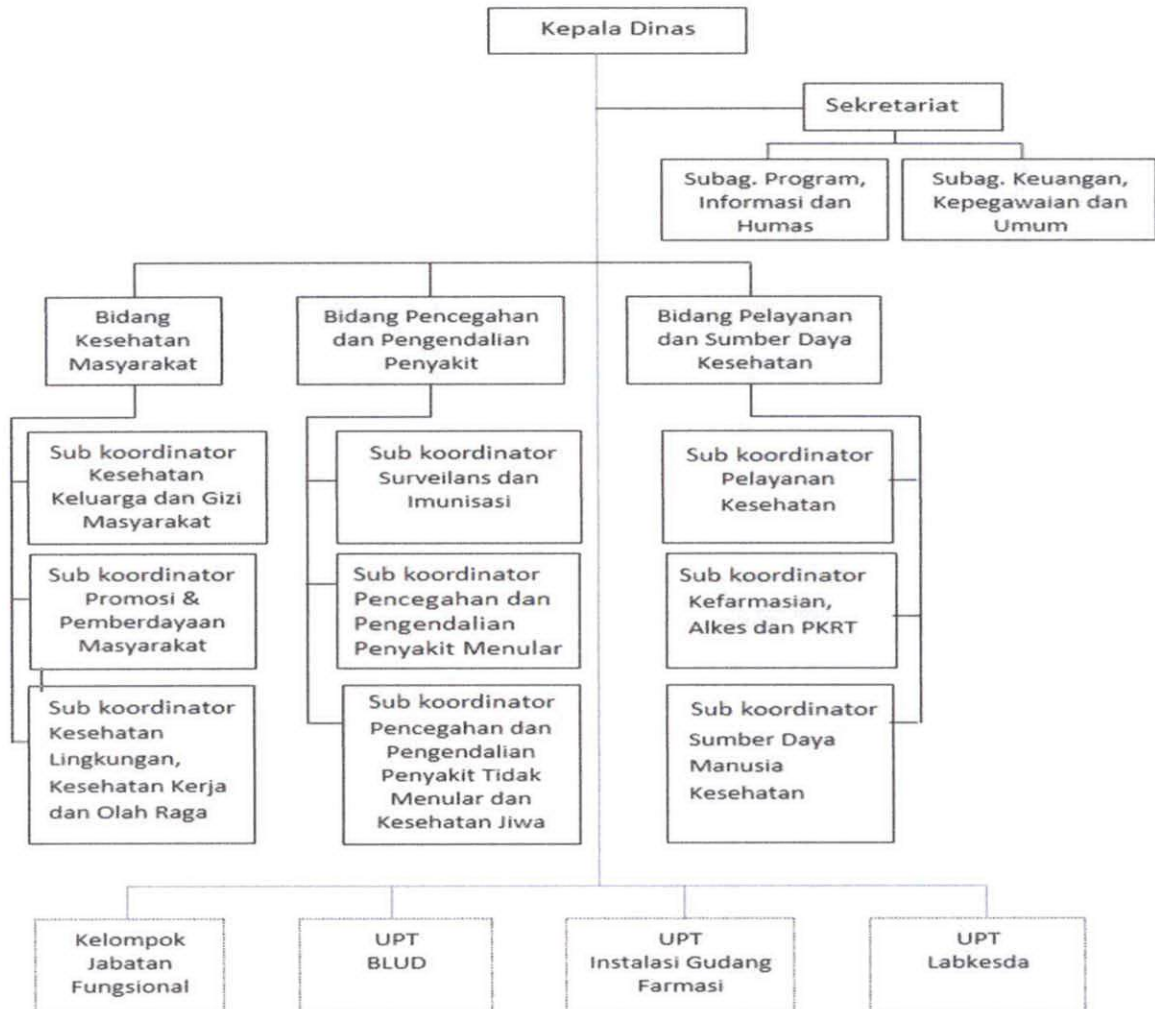 Kepala Dinas
Sekretariat
Subag. Program,
Informasi dan
Humas
Subag. Keuangan,
Kepegawaian dan
Umum
Bidang
Kesehatan
Masyarakat
Bidang Pencegahan
dan Pengendalian
Penyakit
Bidang Pelayanan
dan Sumber Daya
Kesehatan
Sub koordinator
Kesehatan
Keluarga dan Gizi
Masyarakat
Sub koordinator
Surveilans dan
Imunisasi
Sub koordinator
Pelayanan
Kesehatan
Sub koordinator
Promosi &
Pemberdayaan
Masyarakat
Sub koordinator
Pencegahan dan
Pengendalian
Penyakit Menular
Sub koordinator
Kefarmasian,
Alkes dan PKRT
Sub koordinator
Kesehatan
Lingkungan,
Kesehatan Kerja
dan Olah Raga
Sub koordinator
Pencegahan dan
Pengendalian
Penyakit Tidak
Menular dan
Kesehatan Jiwa
Sub koordinator
Sumber Daya
Manusia
Kesehatan
Kelompok
Jabatan
Fungsional
UPT
BLUD
UPT
Instalasi Gudang
Farmasi
UPT
Labkesda